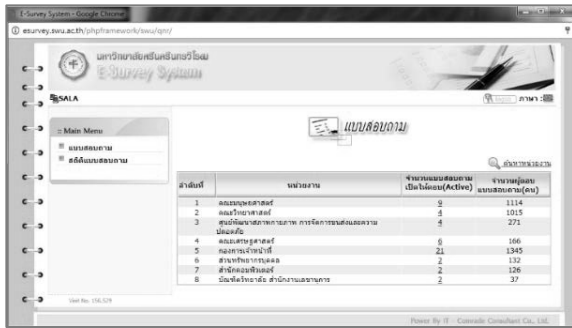 E-Survey System - Google Chrome
esurvey.swu.ac.th/phpframework/swu/qnr/
มหาวิทยาลัยศรีนครินทรวิโรฒ
E-Survey System
SALA
ภาษา :
:: Main Menu
แบบสอบถาม
สถิติแบบสอบถาม
แบบสอบถาม
ค้นหาหน่วยงาน
ลำดับที่ หน่วยงาน จำนวนแบบสอบถาม เปิดให้ตอบ(Active) จำนวนผู้ตอบ แบบสอบถาม(คน)
1 คณะมนุษยศาสตร์ 9 1114
2 คณะวิทยาศาสตร์ 4 1015
3 ศูนย์พัฒนาสภาพกายภาพ การจัดการขนส่งและความ 4 271
ปลอดภัย
4 คณะเศรษฐศาสตร์ 6 166
5 กองการเจ้าหน้าที่ 21 1345
6 ส่วนทรัพยากรบุคคล 2 132
7 สำนักคอมพิวเตอร์ 2 126
8 บัณฑิตวิทยาลัย สำนักงานเลขานุการ 2 37
Visit No. 156,529
Power By IT - Comrade Consultant Co., Ltd.